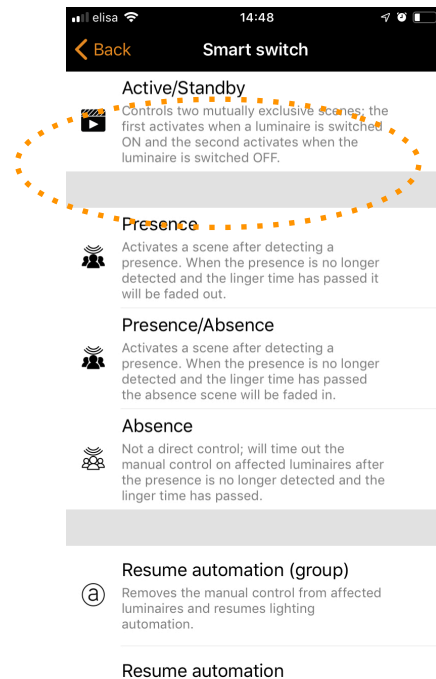 elisa 14:48
Back Smart switch
Active/Standby
Controls two mutually exclusive scenes; the
first activates when a luminaire is switched
ON and the second activates when the
luminaire is switched OFF.
Presence
Activates a scene after detecting a
presence. When the presence is no longer
detected and the linger time has passed it
will be faded out.
Presence/Absence
Activates a scene after detecting a
presence. When the presence is no longer
detected and the linger time has passed
the absence scene will be faded in.
Absence
Not a direct control; will time out the
manual control on affected luminaires after
the presence is no longer detected and the
linger time has passed.
Resume automation (group)
a Removes the manual control from affected
luminaires and resumes lighting
automation.
Resume automation